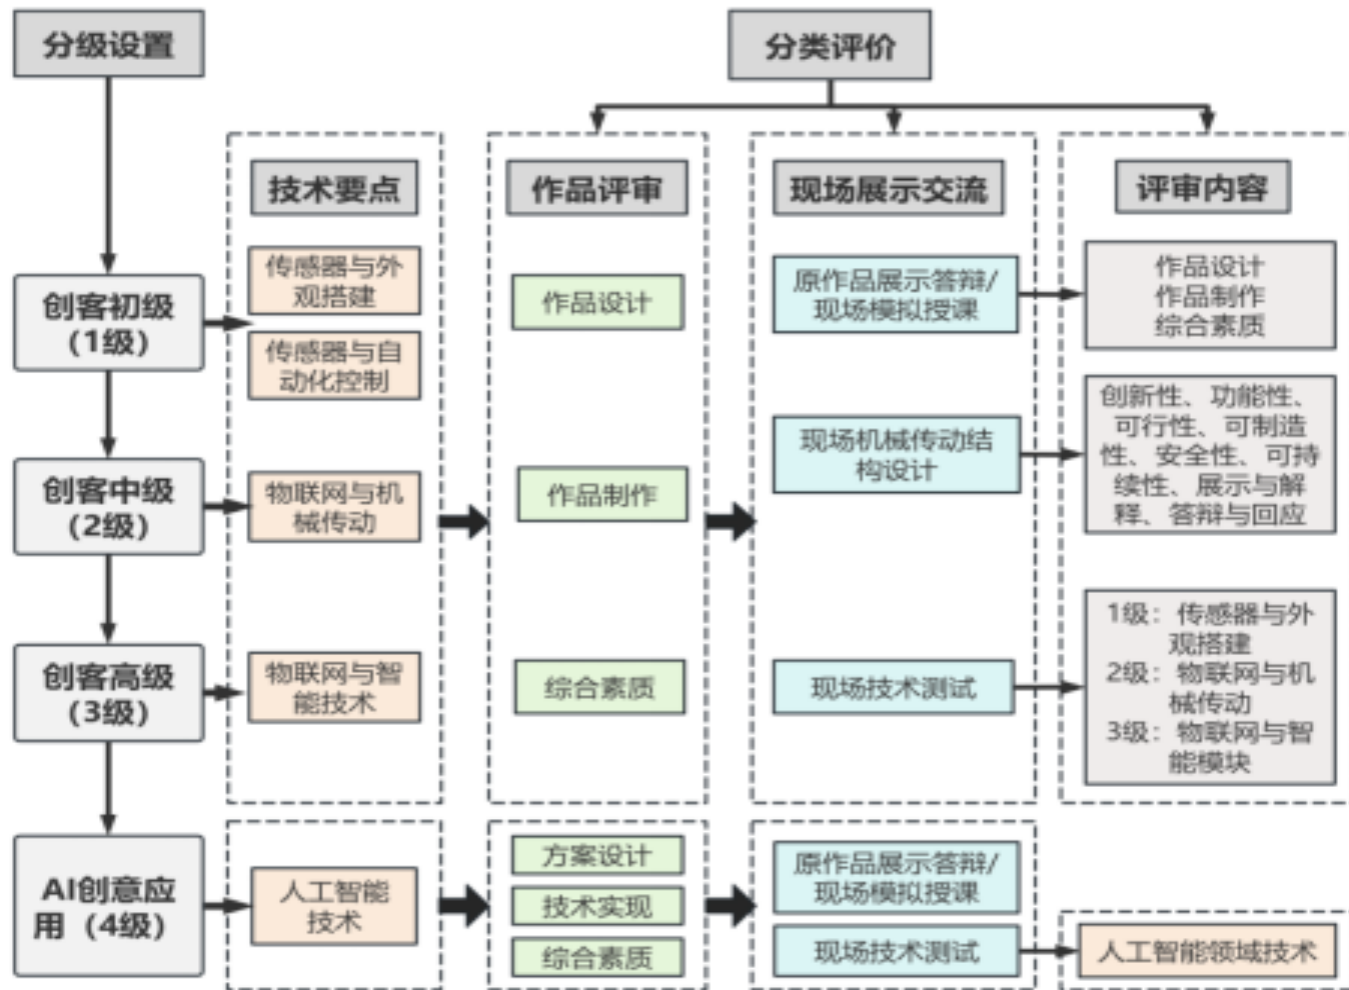 分级设置
分类评价
技术要点
作品评审
现场展示交流
评审内容
创客初级
（1级）
传感器与外
观搭建
传感器与自
动化控制
作品设计
原作品展示答辩/
现场模拟授课
作品设计
作品制作
综合素质
创客中级
（2级）
物联网与机
械传动
作品制作
现场机械传动结
构设计
创新性、功能性、
可行性、可制造
性、安全性、可持
续性、展示与解
释、答辩与回应
创客高级
（3级）
物联网与智
能技术
综合素质
现场技术测试
1级：传感器与外
观搭建
2级：物联网与机
械传动
3级：物联网与智
能模块
AI创意应
用（4级）
人工智能
技术
方案设计
技术实现
综合素质
原作品展示答辩/
现场模拟授课
现场技术测试
人工智能领域技术